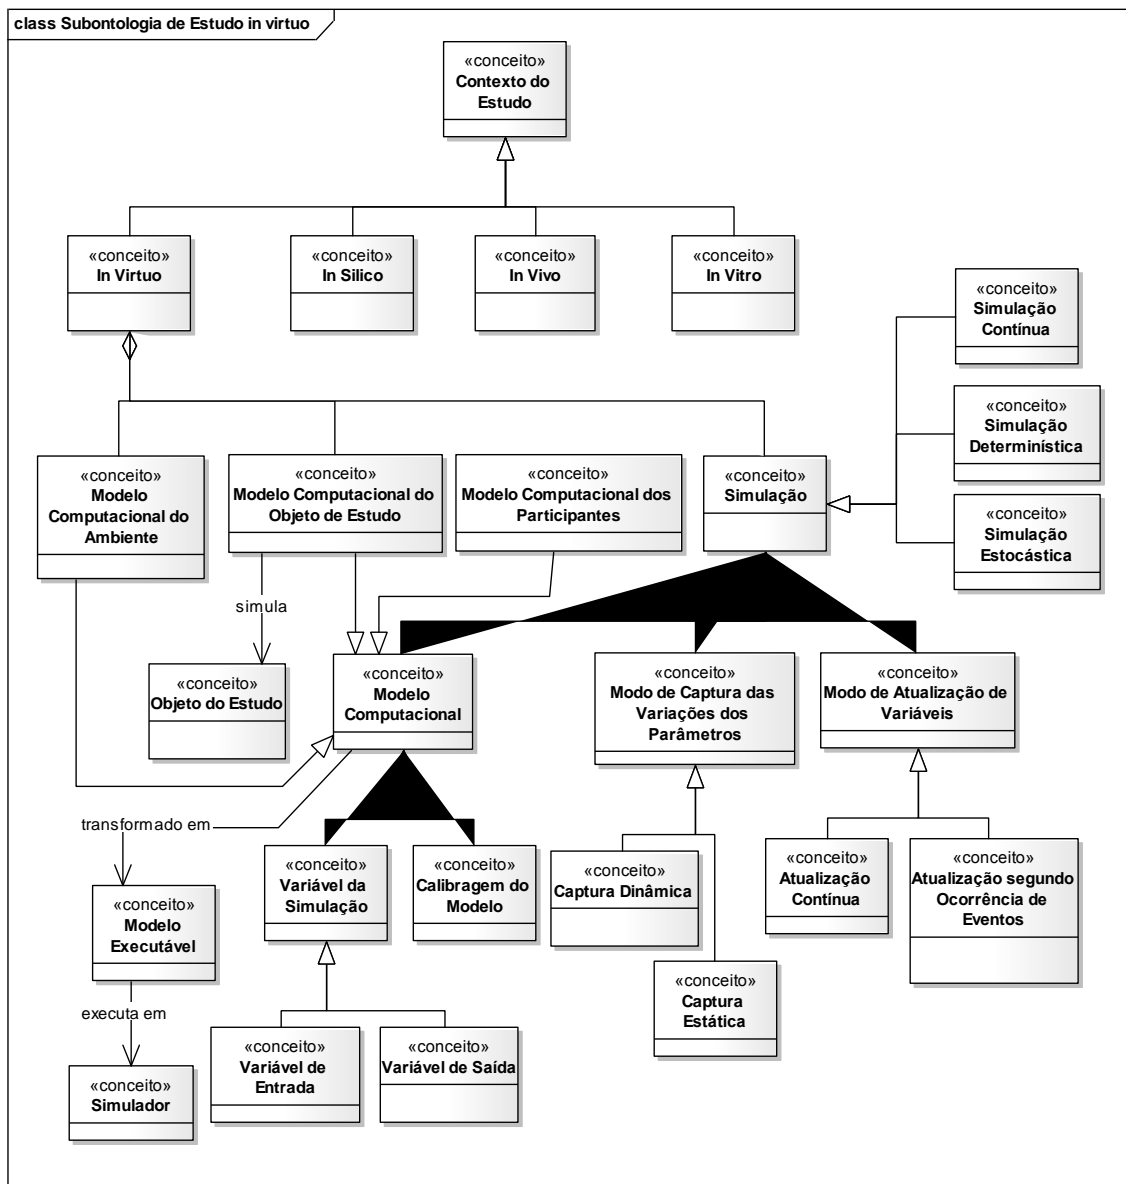 class Subontologia de Estudo in virtuo
«conceito»
Contexto do
Estudo
«conceito»
In Virtuo
«conceito»
In Silico
«conceito»
In Vivo
«conceito»
In Vitro
«conceito»
Simulação
Contínua
«conceito»
Simulação
Determinística
«conceito»
Simulação
Estocástica
«conceito»
Modelo
Computacional do
Ambiente
«conceito»
Modelo Computacional do
Objeto de Estudo
«conceito»
Modelo Computacional dos
Participantes
«conceito»
Simulação
simula
«conceito»
Objeto do Estudo
«conceito»
Modelo
Computacional
«conceito»
Modo de Captura das
Variações dos
Parâmetros
«conceito»
Modo de Atualização de
Variáveis
transformado em
«conceito»
Variável da
Simulação
«conceito»
Calibragem do
Modelo
«conceito»
Captura Dinâmica
«conceito»
Atualização
Contínua
«conceito»
Atualização segundo
Ocorrência de
Eventos
«conceito»
Modelo
Executável
«conceito»
Captura
Estática
executa em
«conceito»
Variável de
Entrada
«conceito»
Variável de Saída
«conceito»
Simulador